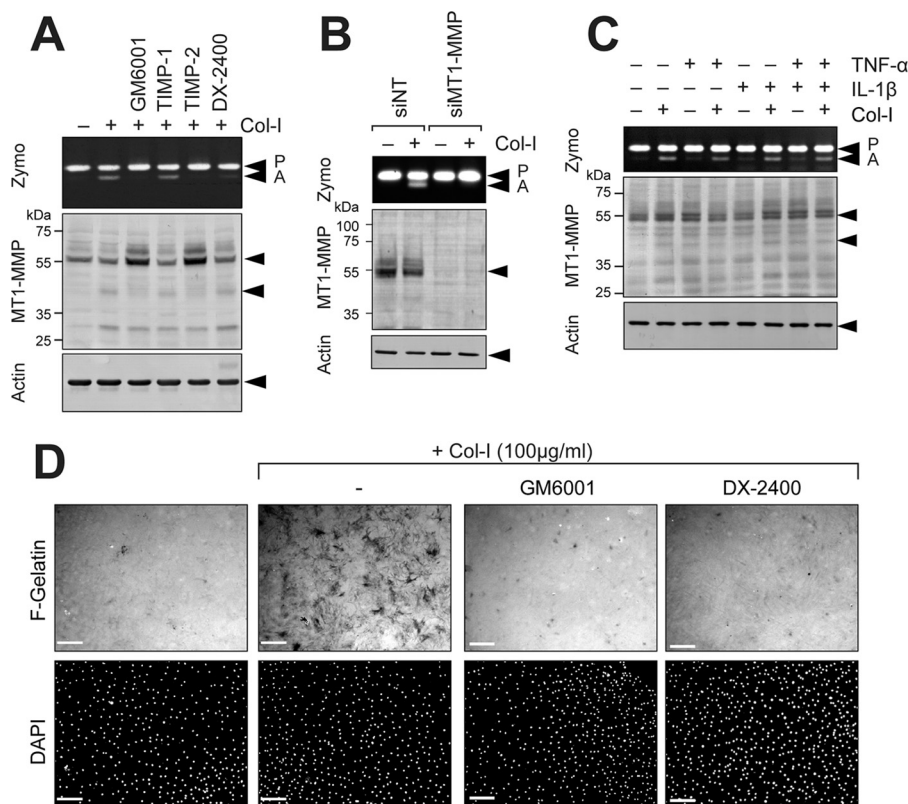 A
GM6001
TIMP-1
TIMP-2
DX-2400
– + + + + + Col-I
Zymo
P
A
kDa
75
55
35
25
MT1-MMP
Actin
B
siNT
siMT1-MMP
– + – + Col-I
Zymo
P
A
kDa
100
75
55
35
MT1-MMP
Actin
C
– – + + – – + + TNF-α
– – – – + + + + IL-1β
– + – + – + – + Col-I
Zymo
P
A
kDa
75
55
35
25
MT1-MMP
Actin
D
+ Col-I (100µg/ml)
- GM6001 DX-2400
F-Gelatin
DAPI